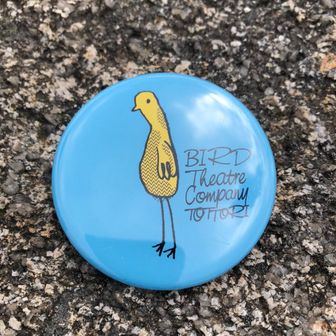 BIRD
Theatre
Company
TOTTORI